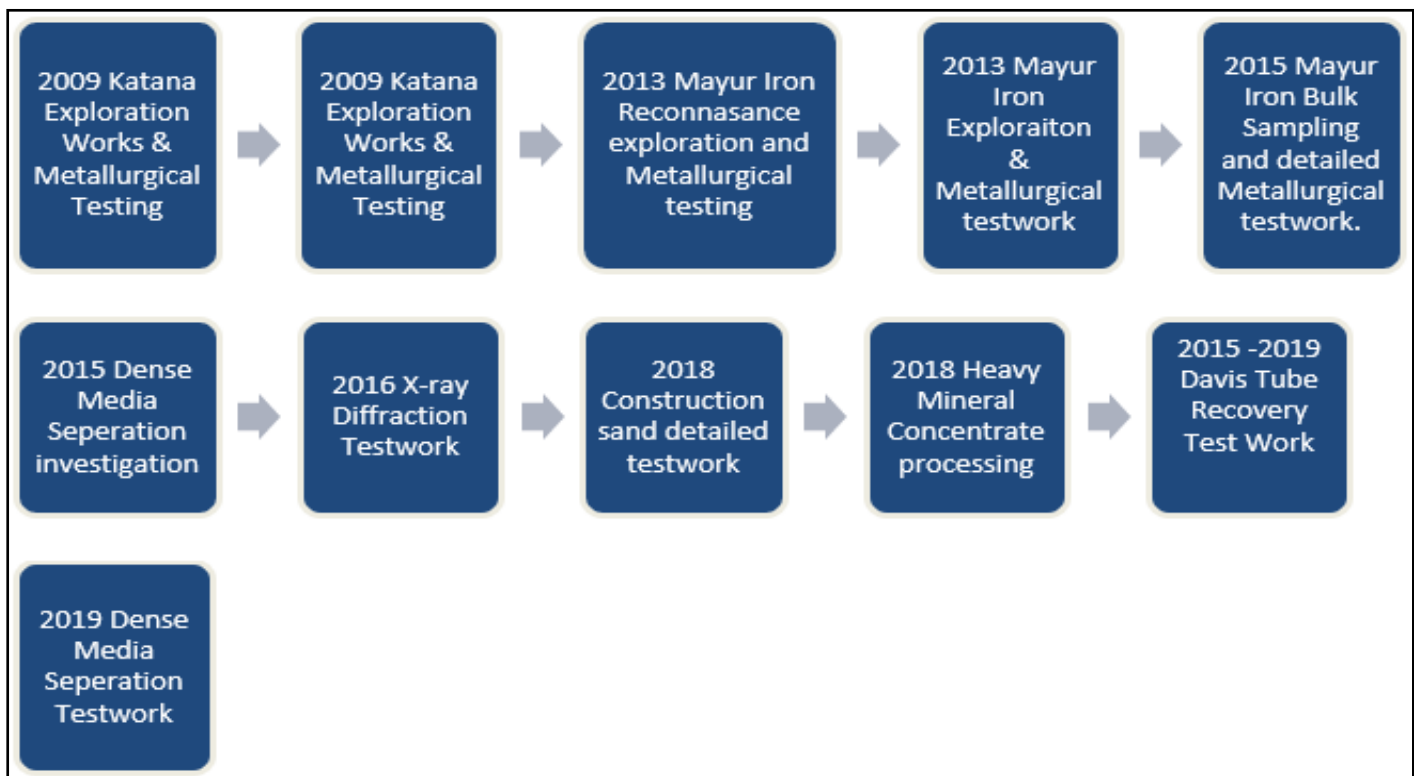 2009 Katana
Exploration
Works &
Metallurgical
Testing
2009 Katana
Exploration
Works &
Metallurgical
Testing
2013 Mayur Iron
Reconnasance
exploration and
Metallurgical
testing
2013 Mayur
Iron
Exploraiton
&
Metallurgical
testwork
2015 Mayur
Iron Bulk
Sampling
and detailed
Metallurgical
testwork.
2015 Dense
Media
Seperation
investigation
2016 X-ray
Diffraction
Testwork
2018
Construction
sand detailed
testwork
2018 Heavy
Mineral
Concentrate
processing
2015 -2019
Davis Tube
Recovery
Test Work
2019 Dense
Media
Seperation
Testwork